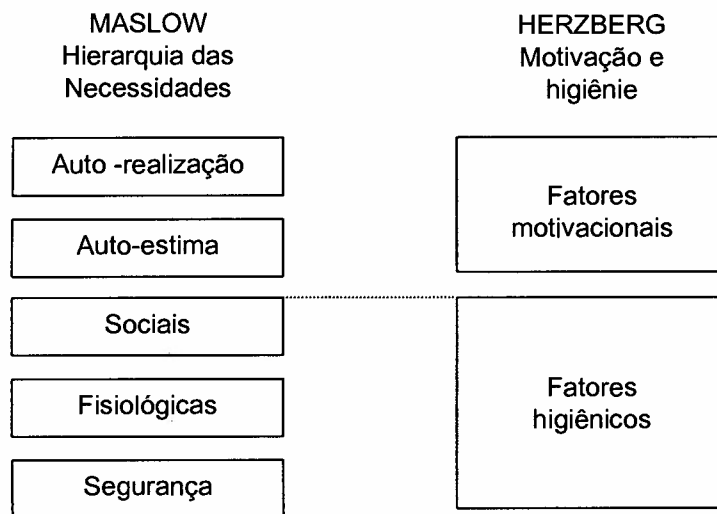 MASLOW
Hierarquia das
Necessidades
HERZBERG
Motivação e
higiênie
Auto -realização
Auto-estima
Sociais
Fisiológicas
Segurança
Fatores
motivacionais
Fatores
higiênicos